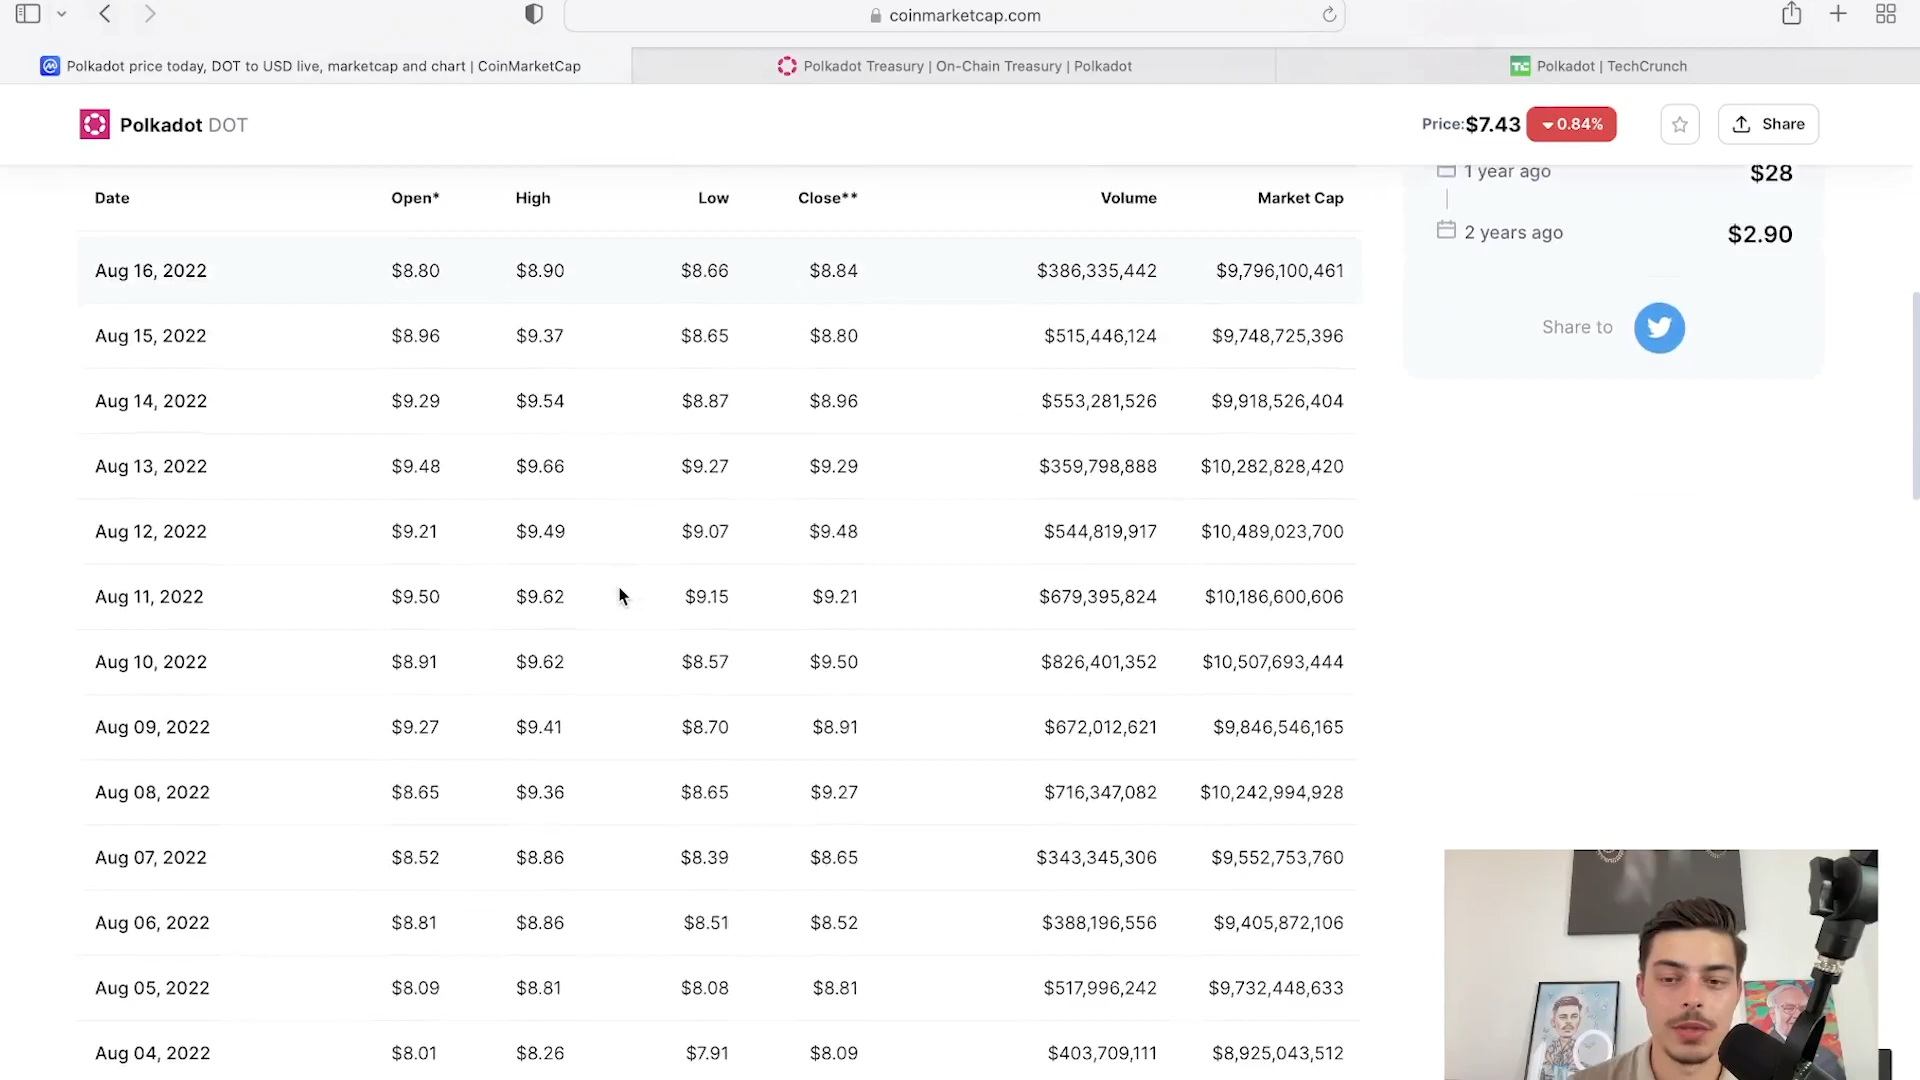 coinmarketcap.com
Polkadot price today, DOT to USD live, marketcap and chart | CoinMarketCap
Polkadot Treasury | On-Chain Treasury | Polkadot
TC Polkadot | TechCrunch
Polkadot DOT
Price:$7.43 0.84% Share
1 year ago $28
Date Open* High Low Close** Volume Market Cap
2 years ago $2.90
Aug 16, 2022 $8.80 $8.90 $8.66 $8.84 $386,335,442 $9,796,100,461
Share to
Aug 15, 2022 $8.96 $9.37 $8.65 $8.80 $515,446,124 $9,748,725,396
Aug 14, 2022 $9.29 $9.54 $8.87 $8.96 $553,281,526 $9,918,526,404
Aug 13, 2022 $9.48 $9.66 $9.27 $9.29 $359,798,888 $10,282,828,420
Aug 12, 2022 $9.21 $9.49 $9.07 $9.48 $544,819,917 $10,489,023,700
Aug 11, 2022 $9.50 $9.62 $9.15 $9.21 $679,395,824 $10,186,600,606
Aug 10, 2022 $8.91 $9.62 $8.57 $9.50 $826,401,352 $10,507,693,444
Aug 09, 2022 $9.27 $9.41 $8.70 $8.91 $672,012,621 $9,846,546,165
Aug 08, 2022 $8.65 $9.36 $8.65 $9.27 $716,347,082 $10,242,994,928
Aug 07, 2022 $8.52 $8.86 $8.39 $8.65 $343,345,306 $9,552,753,760
Aug 06, 2022 $8.81 $8.86 $8.51 $8.52 $388,196,556 $9,405,872,106
Aug 05, 2022 $8.09 $8.81 $8.08 $8.81 $517,996,242 $9,732,448,633
Aug 04, 2022 $8.01 $8.26 $7.91 $8.09 $403,709,111 $8,925,043,512